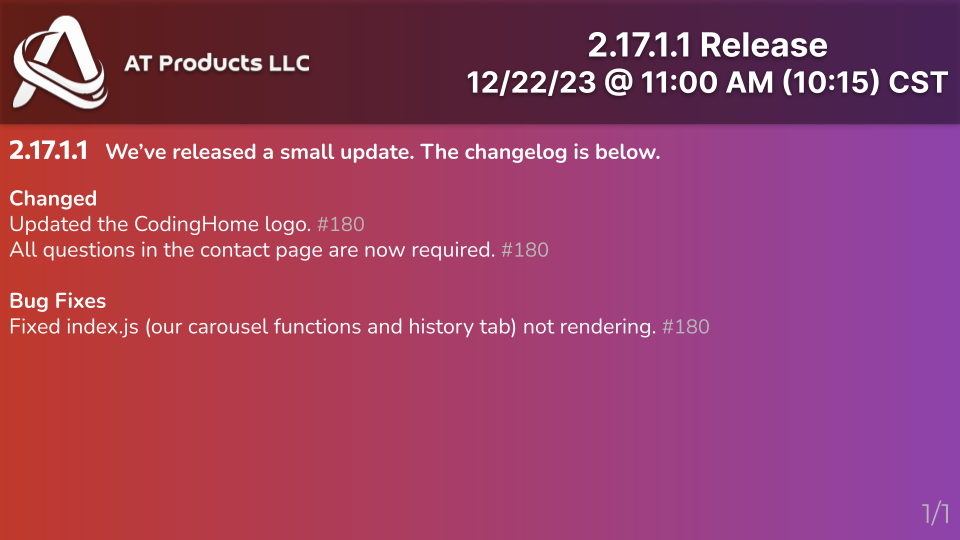 AT Products LLC
2.17.1.1 Release
12/22/23 @ 11:00 AM (10:15) CST
2.17.1.1 We’ve released a small update. The changelog is below.
Changed
Updated the CodingHome logo. #180
All questions in the contact page are now required. #180
Bug Fixes
Fixed index.js (our carousel functions and history tab) not rendering. #180
1/1